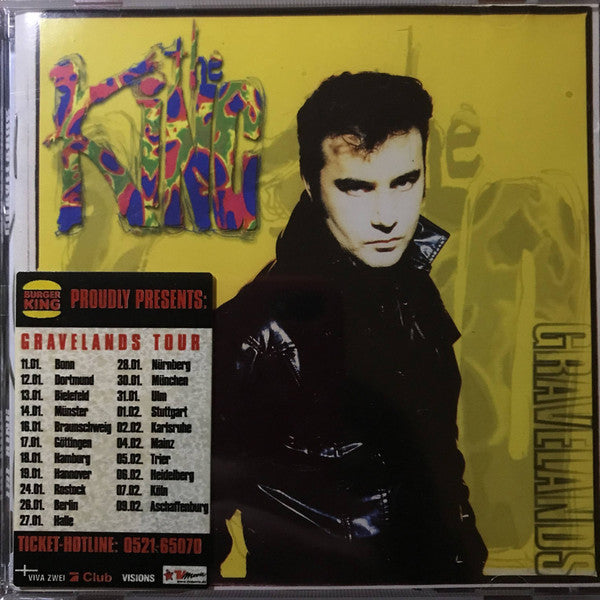 the
KING
GRAVELANDS
BURGER KING PROUDLY PRESENTS:
GRAVELANDS TOUR
11.01. Bonn 28.01. Nürnberg
12.01. Dortmund 30.01. München
13.01. Bielefeld 31.01. Ulm
14.01. Münster 01.02. Stuttgart
16.01. Braunschweig 02.02. Karlsruhe
17.01. Göttingen 04.02. Mainz
18.01. Hamburg 05.02. Trier
19.01. Hannover 06.02. Heidelberg
24.01. Rostock 07.02. Köln
26.01. Berlin 09.02. Aschaffenburg
27.01. Halle
TICKET-HOTLINE: 0521-65070
VIVA ZWEI Club VISIONS